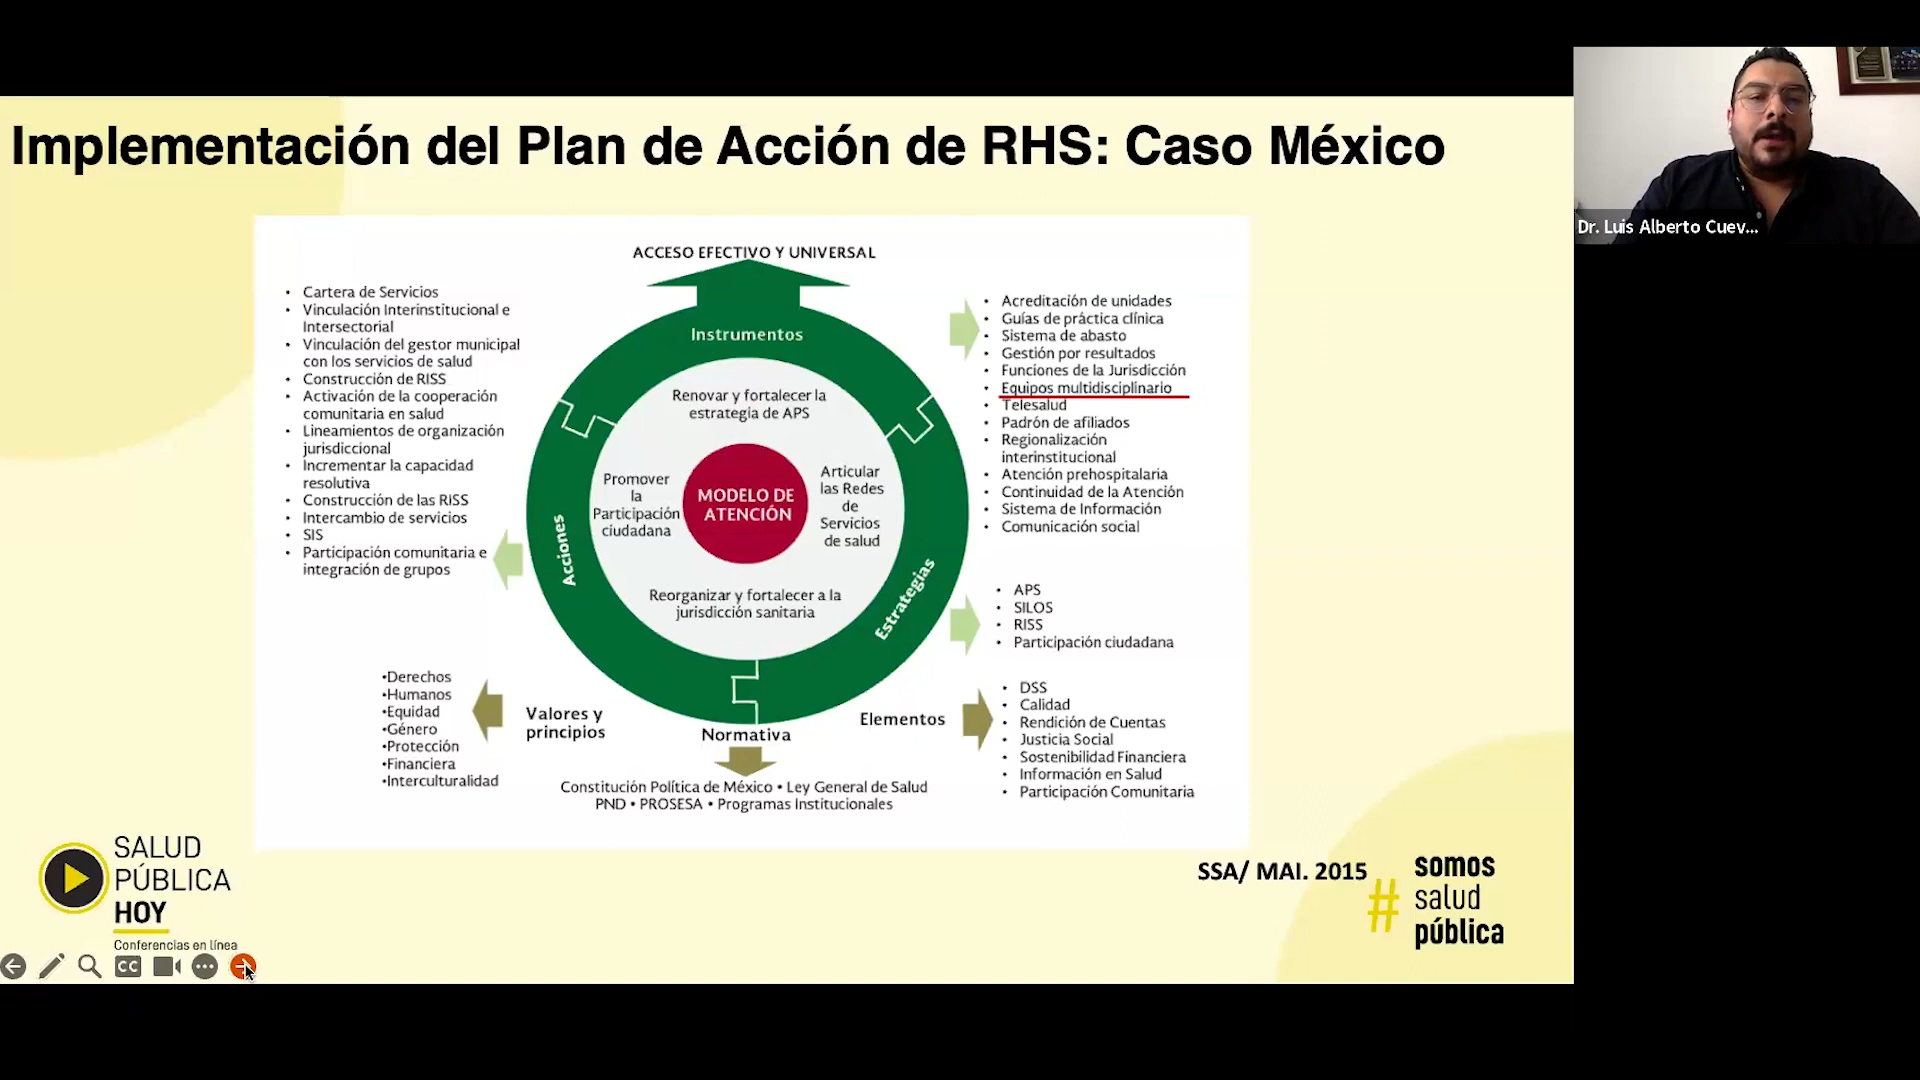 Implementación del Plan de Acción de RHS: Caso México
Dr. Luis Alberto Cuev...
ACCESO EFECTIVO Y UNIVERSAL
• Cartera de Servicios
• Vinculación Interinstitucional e
Intersectorial
• Vinculación del gestor municipal
con los servicios de salud
• Construcción de RISS
• Activación de la cooperación
comunitaria en salud
• Lineamientos de organización
jurisdiccional
• Incrementar la capacidad
resolutiva
• Construcción de las RISS
• Intercambio de servicios
• SIS
• Participación comunitaria e
integración de grupos
Instrumentos
Renovar y fortalecer la
estrategia de APS
Promover
la
Participación
ciudadana
MODELO DE
ATENCIÓN
Articular
las Redes
de
Servicios
de salud
Reorganizar y fortalecer a la
jurisdicción sanitaria
Acciones
Estrategias
• Acreditación de unidades
• Guías de práctica clínica
• Sistema de abasto
• Gestión por resultados
• Funciones de la Jurisdicción
• Equipos multidisciplinario
• Telesalud
• Padrón de afiliados
• Regionalización
interinstitucional
• Atención prehospitalaria
• Continuidad de la Atención
• Sistema de Información
• Comunicación social
• APS
• SILOS
• RISS
• Participación ciudadana
•Derechos
•Humanos
•Equidad
•Género
•Protección
•Financiera
•Interculturalidad
Valores y
principios
Normativa
Elementos
• DSS
• Calidad
• Rendición de Cuentas
• Justicia Social
• Sostenibilidad Financiera
• Información en Salud
• Participación Comunitaria
Constitución Política de México • Ley General de Salud
PND • PROSESA • Programas Institucionales
SSA/ MAI. 2015
SALUD
PÚBLICA
HOY
Conferencias en línea
CC
#
somos
salud
pública